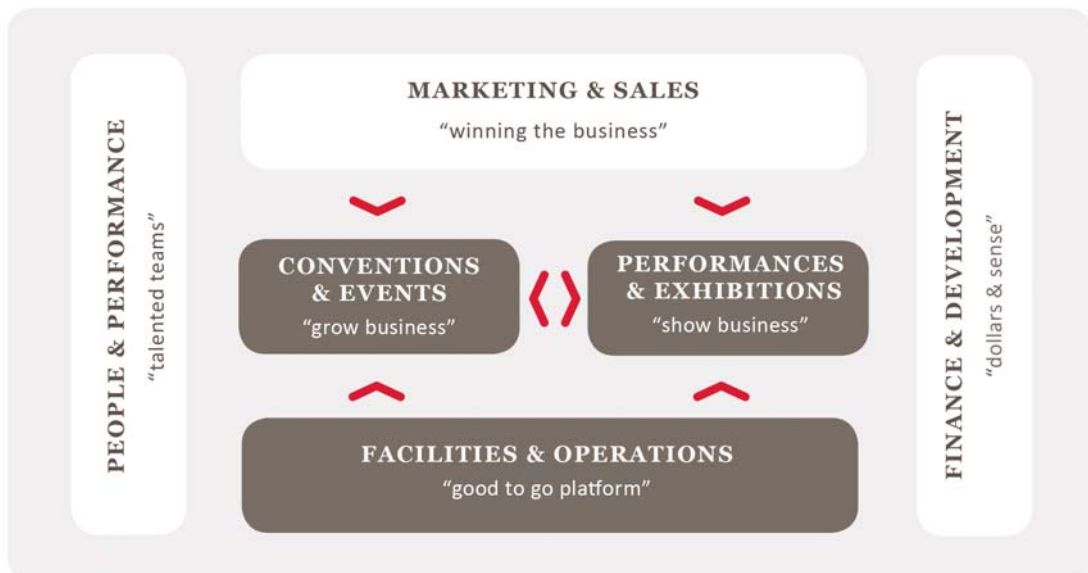 PEOPLE & PERFORMANCE
“talented teams”
MARKETING & SALES
“winning the business”
CONVENTIONS
& EVENTS
“grow business”
PERFORMANCES
& EXHIBITIONS
“show business”
FACILITIES & OPERATIONS
“good to go platform”
FINANCE & DEVELOPMENT
“dollars & sense”